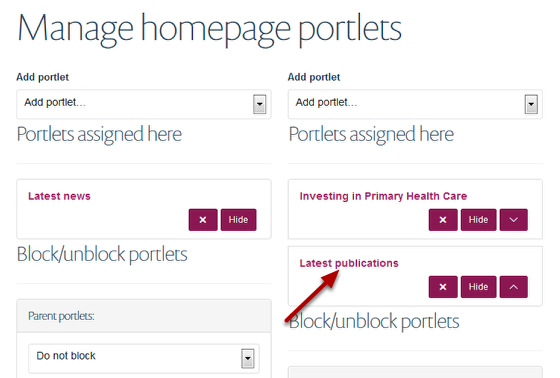 Manage homepage portlets
Add portlet
Add portlet...
Portlets assigned here
Latest news
× Hide
Block/unblock portlets
Parent portlets:
Do not block
Add portlet
Add portlet...
Portlets assigned here
Investing in Primary Health Care
× Hide
Latest publications
× Hide
Block/unblock portlets